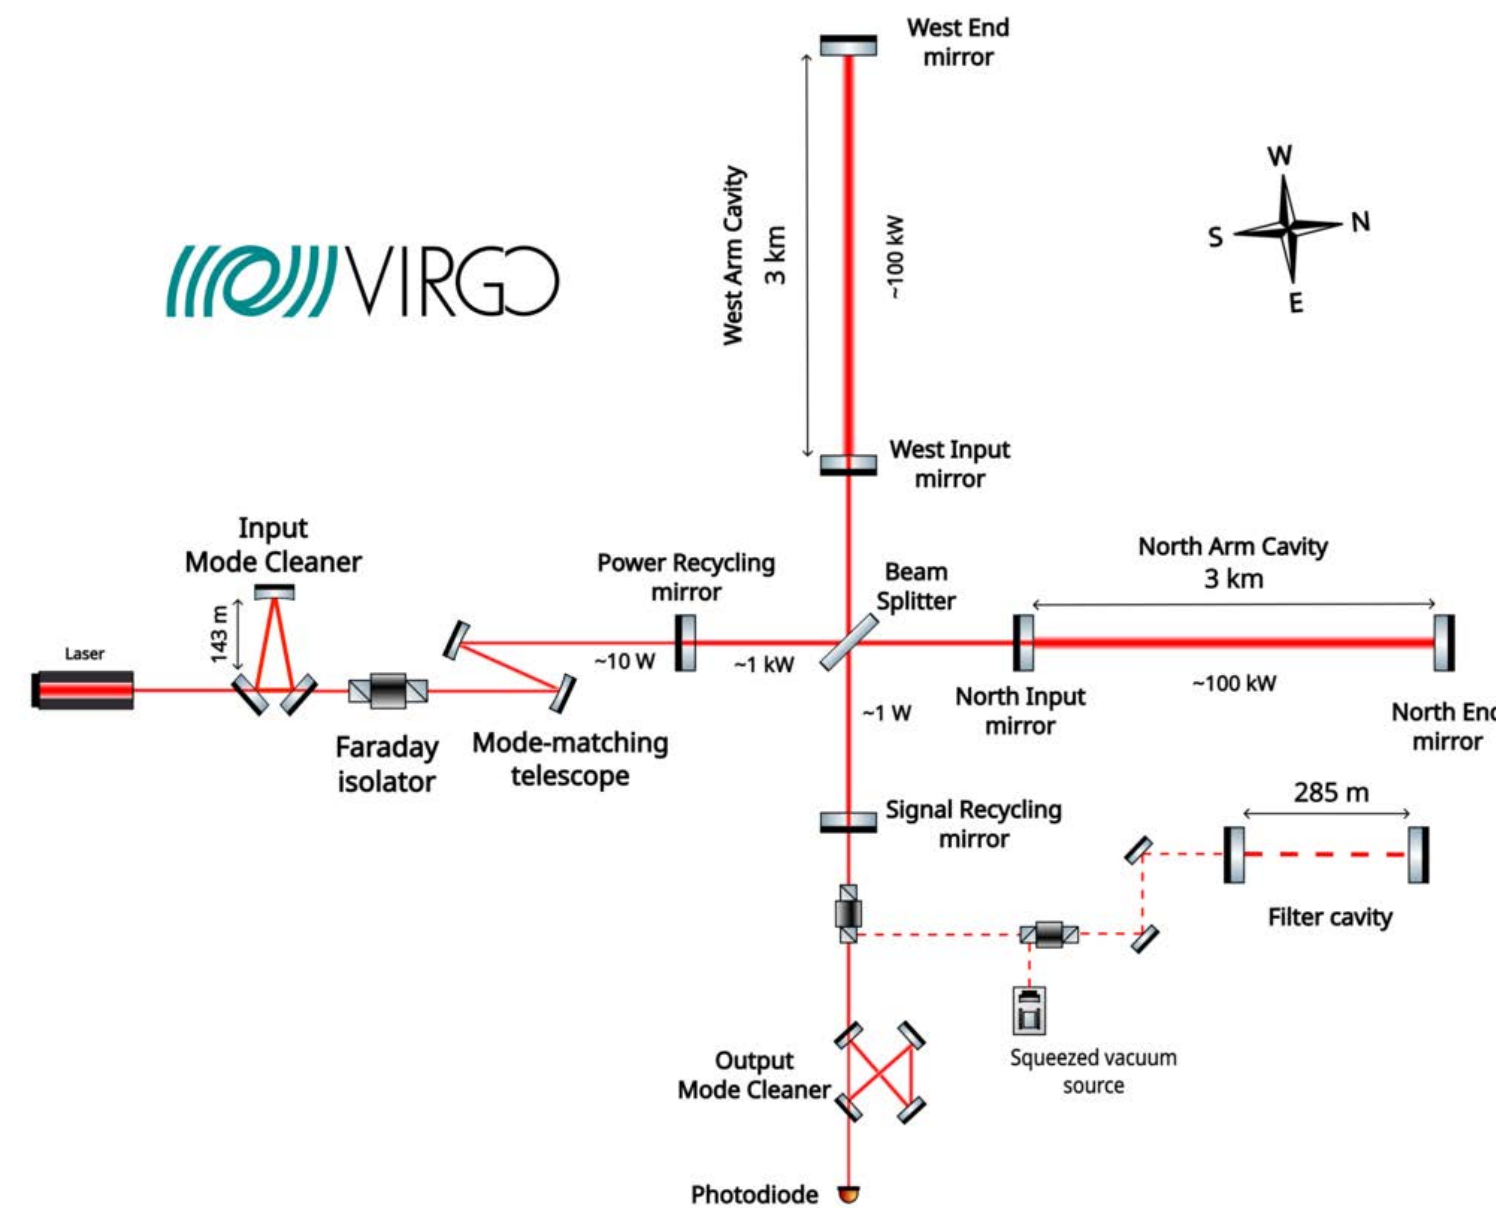 West End
mirror
West Arm Cavity
3 km
~100 kW
W
S
N
E
VIRGO
West Input
mirror
Input
Mode Cleaner
143 m
Laser
Faraday
isolator
Mode-matching
telescope
Power Recycling
mirror
~10 W
~1 kW
Beam
Splitter
~1 W
North Arm Cavity
3 km
~100 kW
North Input
mirror
North End
mirror
Signal Recycling
mirror
285 m
Filter cavity
Squeezed vacuum
source
Output
Mode Cleaner
Photodiode